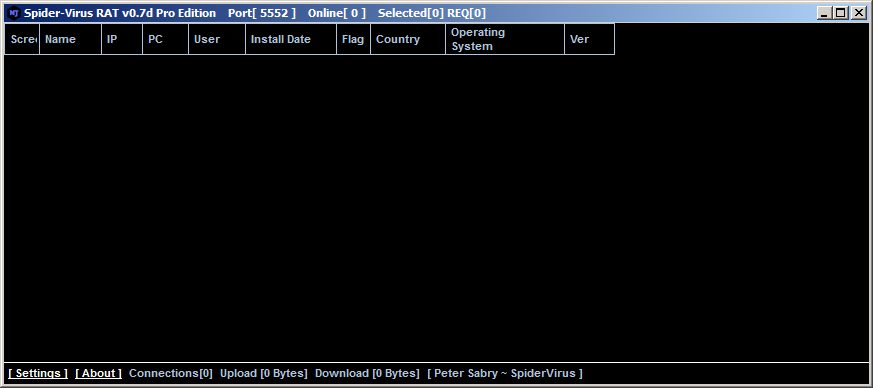 Spider-Virus RAT v0.7d Pro Edition Port[ 5552 ] Online[ 0 ] Selected[0] REQ[0]
Scree Name IP PC User Install Date Flag Country Operating System Ver
[ Settings ] [ About ] Connections[0] Upload [0 Bytes] Download [0 Bytes] [ Peter Sabry ~ SpiderVirus ]